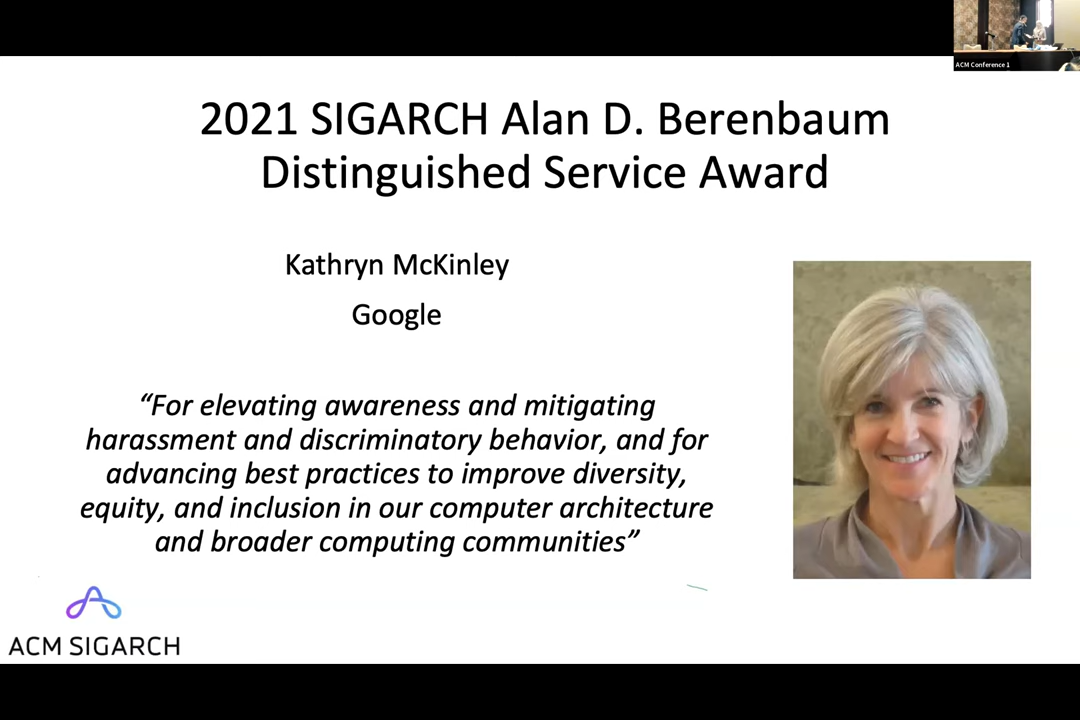 ACM Conference 1
2021 SIGARCH Alan D. Berenbaum
Distinguished Service Award
Kathryn McKinley
Google
“For elevating awareness and mitigating
harassment and discriminatory behavior, and for
advancing best practices to improve diversity,
equity, and inclusion in our computer architecture
and broader computing communities”
ACM SIGARCH